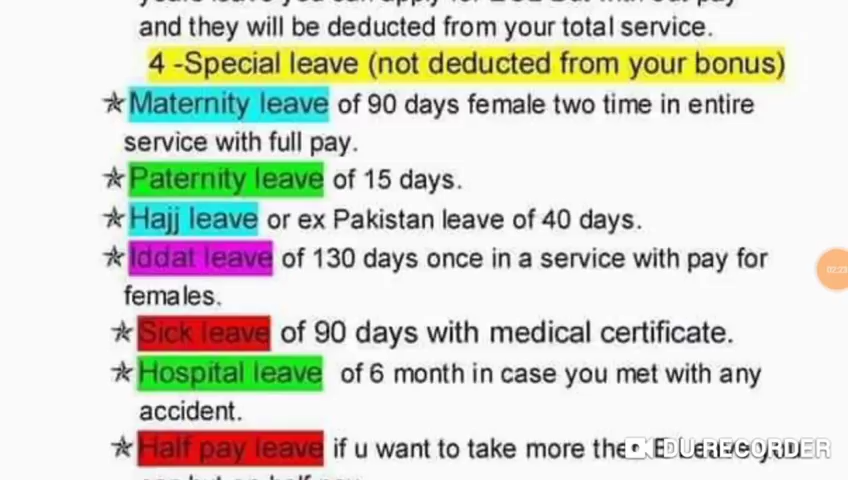 and they will be deducted from your total service.
4 -Special leave (not deducted from your bonus)
✯Maternity leave of 90 days female two time in entire
service with full pay.
✯Paternity leave of 15 days.
✯Hajj leave or ex Pakistan leave of 40 days.
✯Iddat leave of 130 days once in a service with pay for
females.
✯Sick leave of 90 days with medical certificate.
✯Hospital leave of 6 month in case you met with any
accident.
✯Half pay leave if u want to take more the
DU RECORDER
02:23